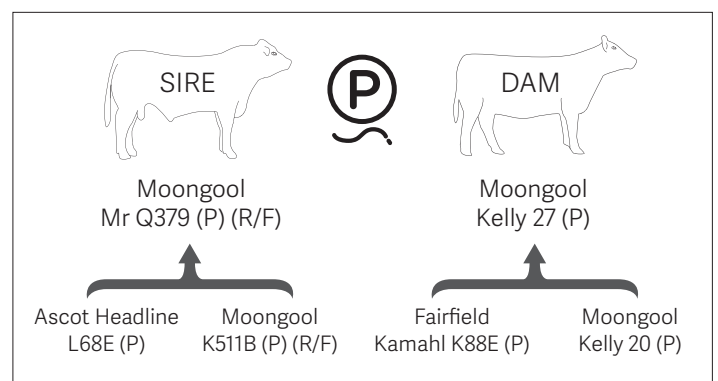 SIRE
P
DAM
Moongool
Mr Q379 (P) (R/F)
Moongool
Kelly 27 (P)
Ascot Headline
L68E (P)
Moongool
K511B (P) (R/F)
Fairfield
Kamahl K88E (P)
Moongool
Kelly 20 (P)